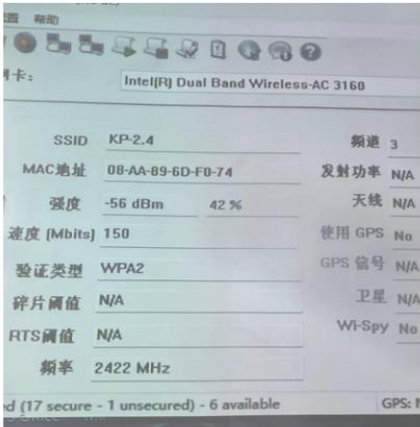 帮助
卡:
Intel(R) Dual Band Wireless-AC 3160
SSID KP-2.4 频道 3
MAC地址 08-AA-89-6D-F0-74 发射功率 N/A
强度 -56 dBm 42 % 天线 N/A
速度 (Mbits) 150 使用 GPS No
验证类型 WPA2 GPS 信号 N/A
碎片阈值 N/A 卫星 N/A
RTS阈值 N/A Wi-Spy No
频率 2422 MHz
ed (17 secure - 1 unsecured) - 6 available GPS: